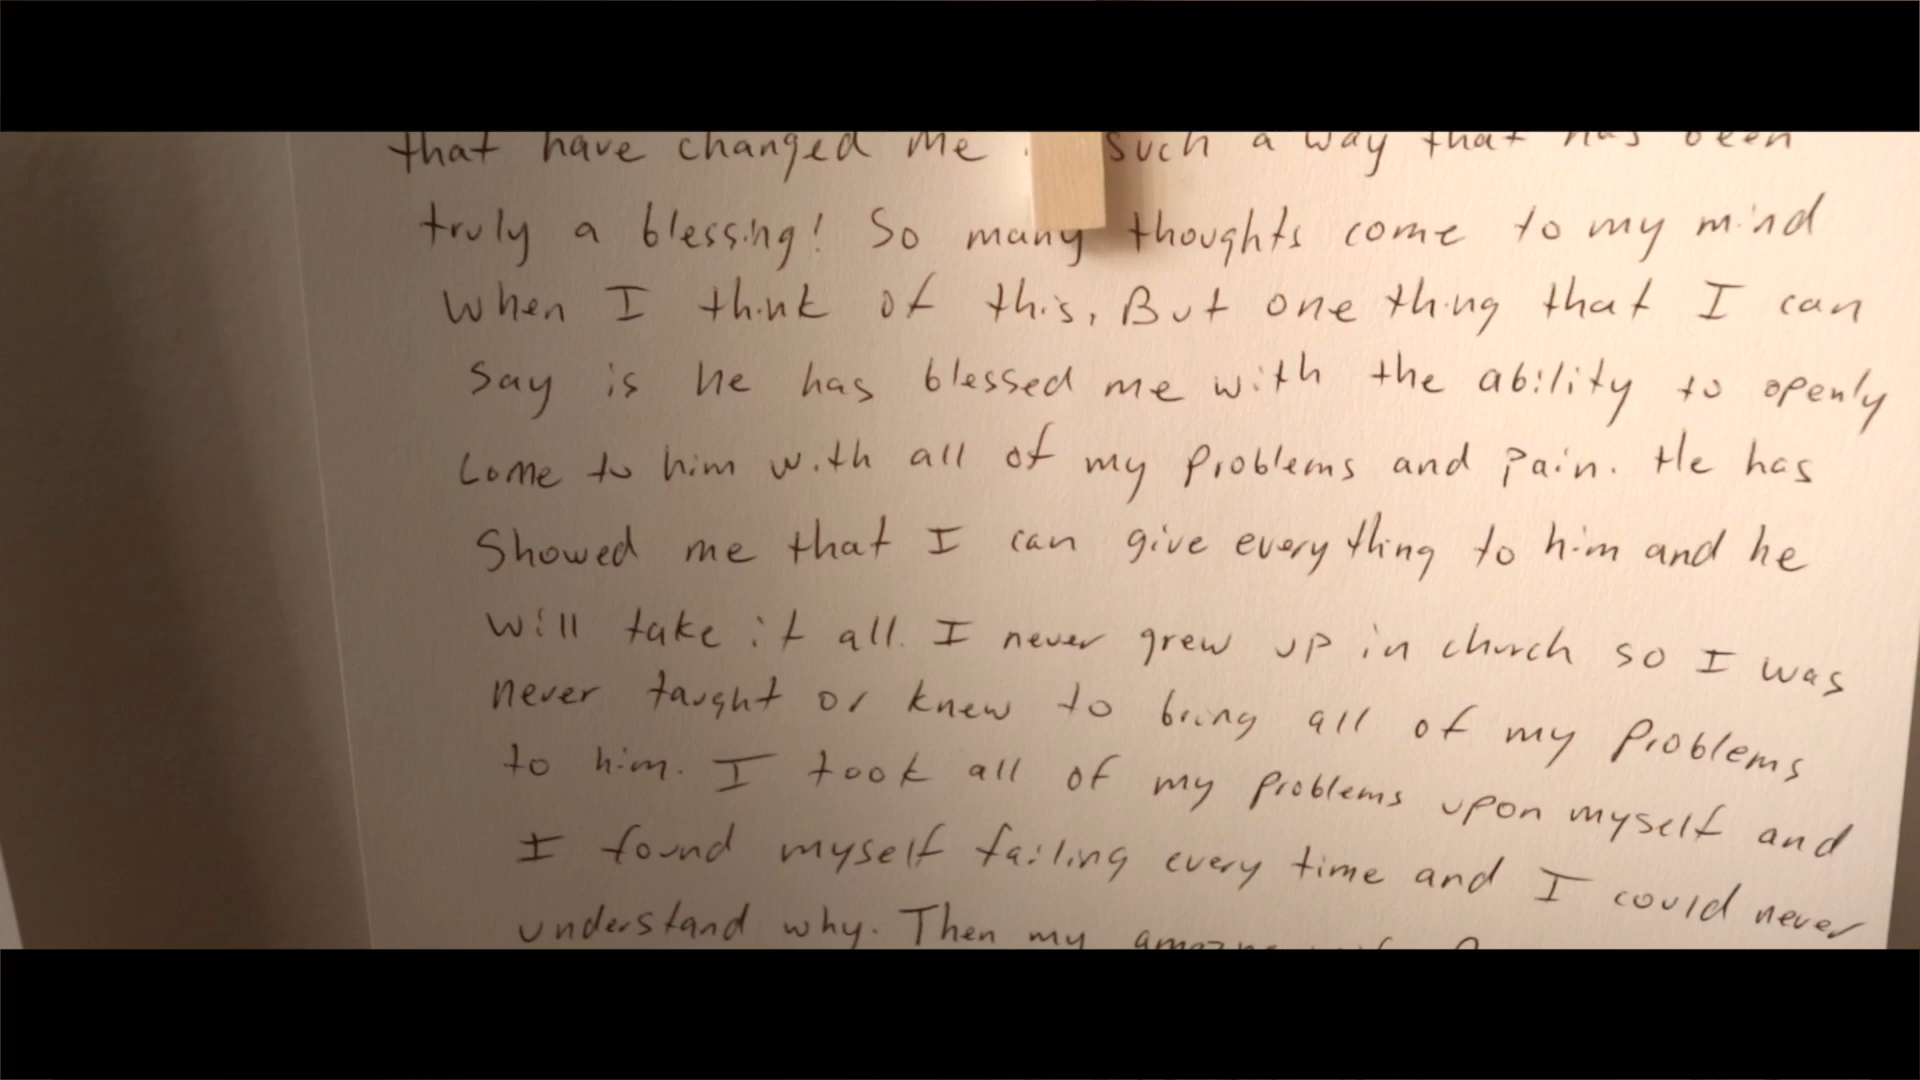 that have changed me such a way that has been
truly a blessing! So many thoughts come to my mind
when I think of this, But one thing that I can
say is he has blessed me with the ability to openly
come to him with all of my problems and pain. He has
Showed me that I can give everything to him and he
will take it all. I never grew up in church so I was
never taught or knew to bring all of my problems
to him. I took all of my problems upon myself and
I found myself failing every time and I could never
understand why. Then my